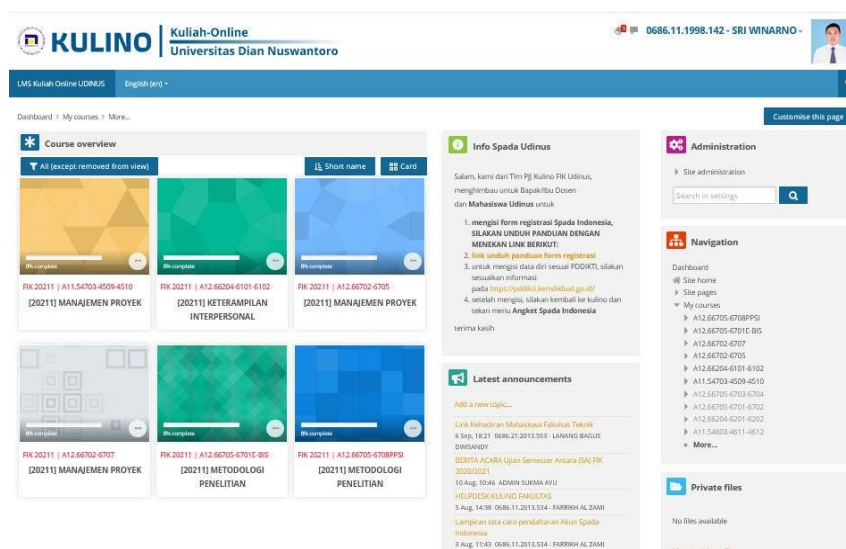 KULINO
Kuliah-Online
Universitas Dian Nuswantoro
0686.11.1998.142 - SRI WINARNO
LMS Kuliah Online UDINUS
English (en)
Dashboard > My courses > More...
Customise this page
Course overview
All (except removed from view)
Short name
Card
0% complete
0% complete
0% complete
FIK 20211 | A11.54703-4509-4510
FIK 20211 | A12.66204-6101-6102
FIK 20211 | A12.66702-6705
[20211] MANAJEMEN PROYEK
[20211] KETERAMPILAN
INTERPERSONAL
[20211] MANAJEMEN PROYEK
0% complete
0% complete
0% complete
FIK 20211 | A12.66702-6707
FIK 20211 | A12.66705-6701E-BIS
FIK 20211 | A12.66705-6708PPSI
[20211] MANAJEMEN PROYEK
[20211] METODOLOGI
PENELITIAN
[20211] METODOLOGI
PENELITIAN
Info Spada Udinus
Salam, kami dari Tim PJJ Kulino FIK Udinus,
menghimbau untuk Bapak/Ibu Dosen
dan Mahasiswa Udinus untuk
1. mengisi form registrasi Spada Indonesia,
SILAKAN UNDUH PANDUAN DENGAN
MENEKAN LINK BERIKUT:
2. link unduh panduan form registrasi
3. untuk mengisi data diri sesuai PDDIKTI, silakan
sesuaikan informasi
pada https://pddikti.kemdikbud.go.id/
4. setelah mengisi, silakan kembali ke kulino dan
tekan menu Angket Spada Indonesia
terima kasih
Latest announcements
Add a new topic...
Link Kehadiran Mahasiswa Fakultas Teknik
6 Sep, 18:21 0686.21.2013.553 - LANANG BAGUS
DWISANDY
BERITA ACARA Ujian Semester Antara (SA) FIK
2020/2021
10 Aug, 10:46 ADMIN SUKMA AYU
HELPDESK KULINO FAKULTAS
5 Aug, 14:38 0686.11.2013.534 - FARRIKH AL ZAMI
Lampiran tata cara pendaftaran Akun Spada
Indonesia
3 Aug, 11:43 0686.11.2013.534 - FARRIKH AL ZAMI
Administration
Site administration
Search in settings
Navigation
Dashboard
Site home
Site pages
My courses
A12.66705-6708PPSI
A12.66705-6701E-BIS
A12.66702-6707
A12.66702-6705
A12.66204-6101-6102
A11.54703-4509-4510
A12.66705-6703-6704
A12.66705-6701-6702
A12.66204-6201-6202
A11.54603-4611-4612
More...
Private files
No files available